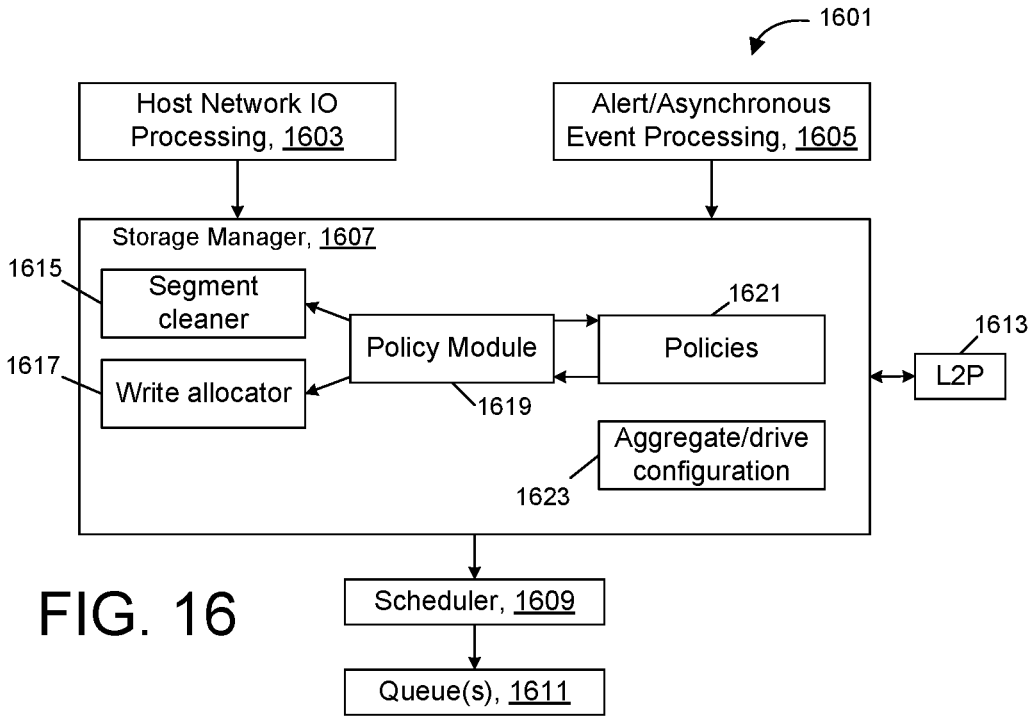 1601
Host Network IO
Processing, 1603
Alert/Asynchronous
Event Processing, 1605
Storage Manager, 1607
1615
Segment
cleaner
1621
1613
Policy Module
Policies
L2P
1617
Write allocator
1619
Aggregate/drive
configuration
1623
Scheduler, 1609
FIG. 16
Queue(s), 1611